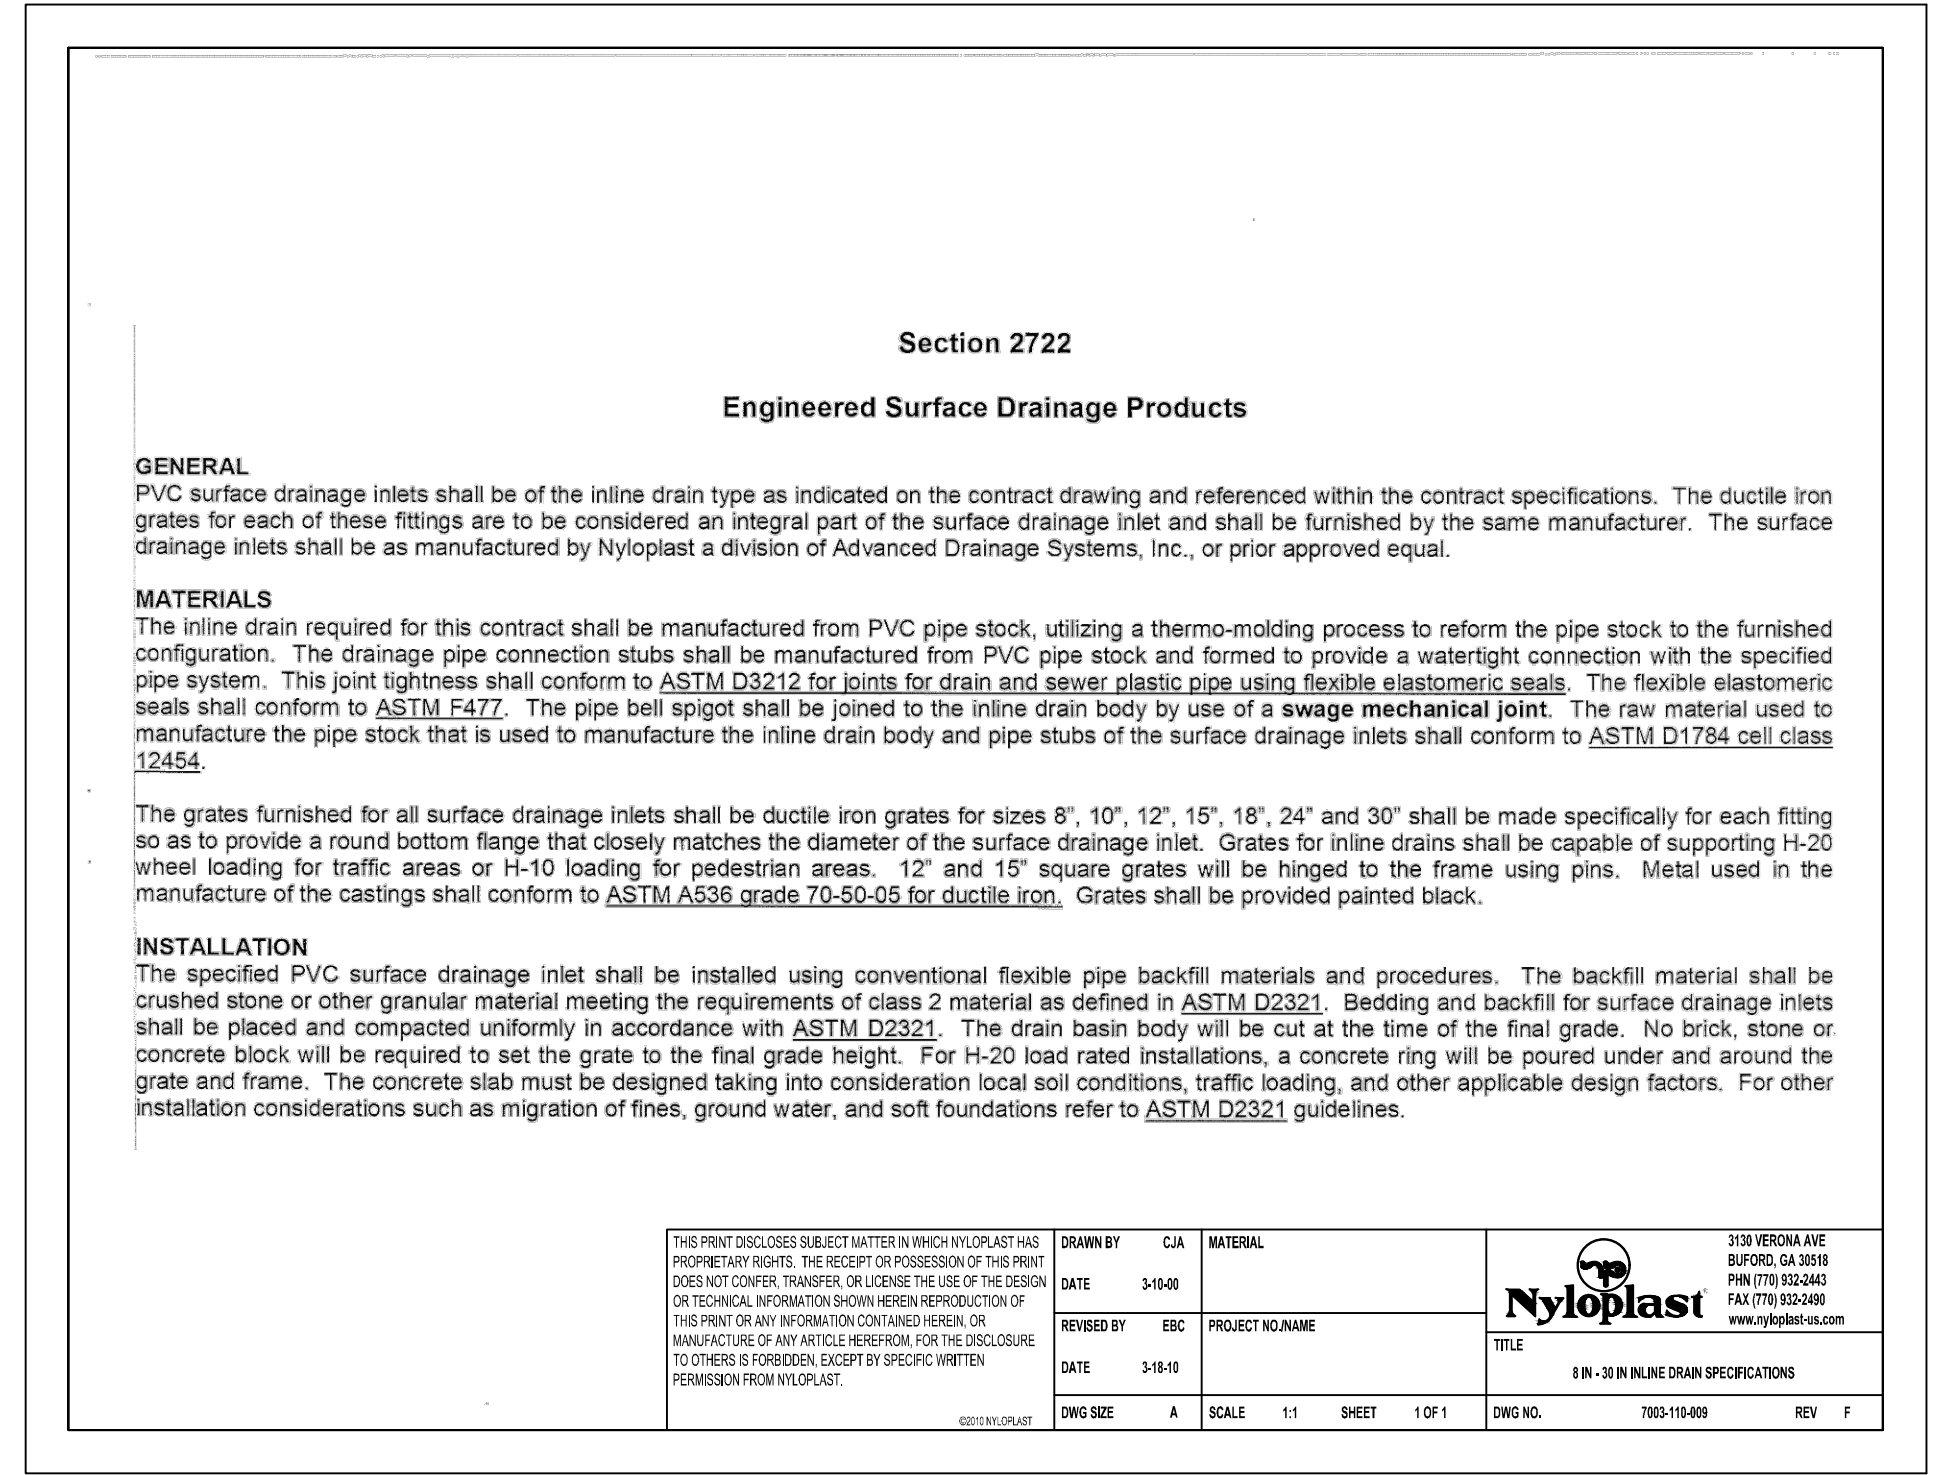 Section 2722
Engineered Surface Drainage Products
GENERAL
PVC surface drainage inlets shall be of the inline drain type as indicated on the contract drawing and referenced within the contract specifications. The ductile iron
grates for each of these fittings are to be considered an integral part of the surface drainage inlet and shall be furnished by the same manufacturer. The surface
drainage inlets shall be as manufactured by Nyloplast a division of Advanced Drainage Systems, Inc., or prior approved equal.
MATERIALS
The inline drain required for this contract shall be manufactured from PVC pipe stock, utilizing a thermo-molding process to reform the pipe stock to the furnished
configuration. The drainage pipe connection stubs shall be manufactured from PVC pipe stock and formed to provide a watertight connection with the specified
pipe system. This joint tightness shall conform to ASTM D3212 for joints for drain and sewer plastic pipe using flexible elastomeric seals. The flexible elastomeric
seals shall conform to ASTM F477. The pipe bell spigot shall be joined to the inline drain body by use of a swage mechanical joint. The raw material used to
manufacture the pipe stock that is used to manufacture the inline drain body and pipe stubs of the surface drainage inlets shall conform to ASTM D1784 cell class
12454.
The grates furnished for all surface drainage inlets shall be ductile iron grates for sizes 8", 10", 12", 15", 18", 24" and 30" shall be made specifically for each fitting
so as to provide a round bottom flange that closely matches the diameter of the surface drainage inlet. Grates for inline drains shall be capable of supporting H-20
wheel loading for traffic areas or H-10 loading for pedestrian areas. 12" and 15" square grates will be hinged to the frame using pins. Metal used in the
manufacture of the castings shall conform to ASTM A536 grade 70-50-05 for ductile iron. Grates shall be provided painted black.
INSTALLATION
The specified PVC surface drainage inlet shall be installed using conventional flexible pipe backfill materials and procedures. The backfill material shall be
crushed stone or other granular material meeting the requirements of class 2 material as defined in ASTM D2321. Bedding and backfill for surface drainage inlets
shall be placed and compacted uniformly in accordance with ASTM D2321. The drain basin body will be cut at the time of the final grade. No brick, stone or
concrete block will be required to set the grate to the final grade height. For H-20 load rated installations, a concrete ring will be poured under and around the
grate and frame. The concrete slab must be designed taking into consideration local soil conditions, traffic loading, and other applicable design factors. For other
installation considerations such as migration of fines, ground water, and soft foundations refer to ASTM D2321 guidelines.
THIS PRINT DISCLOSES SUBJECT MATTER IN WHICH NYLOPLAST HAS
PROPRIETARY RIGHTS. THE RECEIPT OR POSSESSION OF THIS PRINT
DOES NOT CONFER, TRANSFER, OR LICENSE THE USE OF THE DESIGN
OR TECHNICAL INFORMATION SHOWN HEREIN REPRODUCTION OF
THIS PRINT OR ANY INFORMATION CONTAINED HEREIN, OR
MANUFACTURE OF ANY ARTICLE HEREFROM, FOR THE DISCLOSURE
TO OTHERS IS FORBIDDEN, EXCEPT BY SPECIFIC WRITTEN
PERMISSION FROM NYLOPLAST.
©2010 NYLOPLAST
DRAWN BY CJA
DATE 3-10-00
REVISED BY EBC
DATE 3-18-10
DWG SIZE A
MATERIAL
PROJECT NO./NAME
SCALE 1:1 SHEET 1 OF 1
Nyloplast
3130 VERONA AVE
BUFORD, GA 30518
PHN (770) 932-2443
FAX (770) 932-2490
www.nyloplast-us.com
TITLE
8 IN - 30 IN INLINE DRAIN SPECIFICATIONS
DWG NO. 7003-110-009 REV F